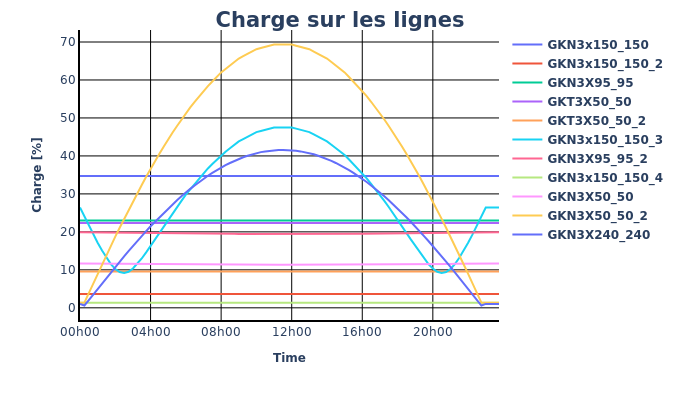 Charge sur les lignes
Charge [%]
70
60
50
40
30
20
10
0
00h00 04h00 08h00 12h00 16h00 20h00
Time
GKN3x150_150
GKN3x150_150_2
GKN3X95_95
GKT3X50_50
GKT3X50_50_2
GKN3x150_150_3
GKN3X95_95_2
GKN3x150_150_4
GKN3X50_50
GKN3X50_50_2
GKN3X240_240